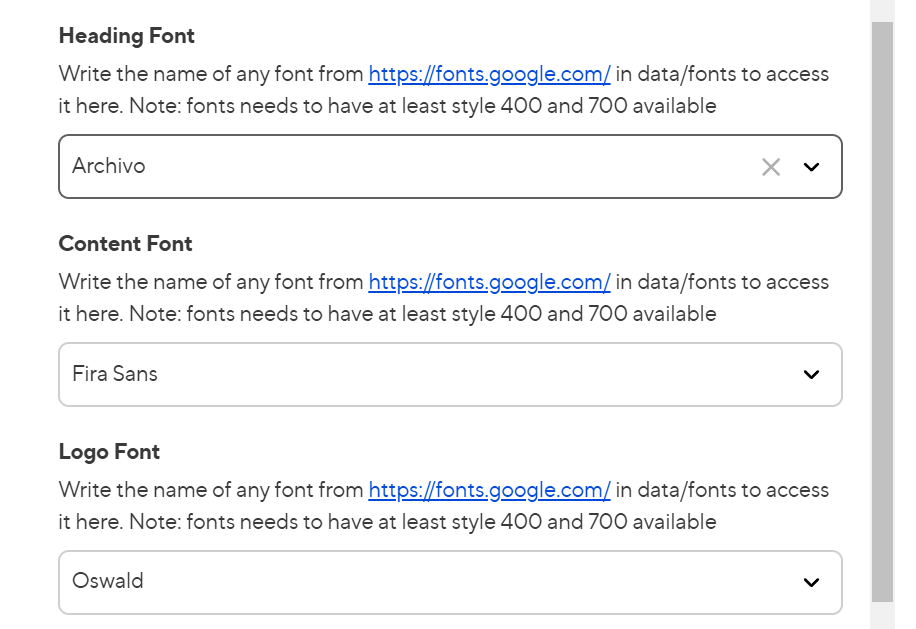 Heading Font
Write the name of any font from https://fonts.google.com/ in data/fonts to access
it here. Note: fonts needs to have at least style 400 and 700 available
Archivo
Content Font
Write the name of any font from https://fonts.google.com/ in data/fonts to access
it here. Note: fonts needs to have at least style 400 and 700 available
Fira Sans
Logo Font
Write the name of any font from https://fonts.google.com/ in data/fonts to access
it here. Note: fonts needs to have at least style 400 and 700 available
Oswald